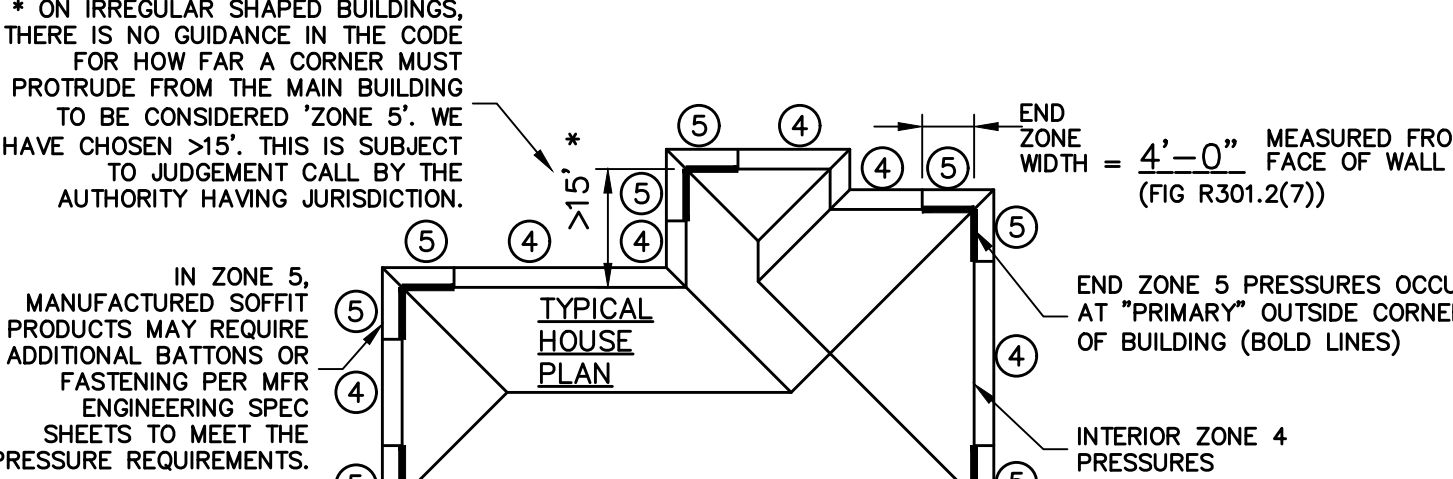 * ON IRREGULAR SHAPED BUILDINGS,
THERE IS NO GUIDANCE IN THE CODE
FOR HOW FAR A CORNER MUST
PROTRUDE FROM THE MAIN BUILDING
TO BE CONSIDERED 'ZONE 5'. WE
HAVE CHOSEN >15'. THIS IS SUBJECT
TO JUDGEMENT CALL BY THE
AUTHORITY HAVING JURISDICTION.
>15' *
5
4
4
5
END
ZONE
WIDTH = 4'-0" MEASURED FRO
FACE OF WALL
(FIG R301.2(7))
5
4
5
4
5
IN ZONE 5,
MANUFACTURED SOFFIT
PRODUCTS MAY REQUIRE
ADDITIONAL BATTONS OR
FASTENING PER MFR
ENGINEERING SPEC
SHEETS TO MEET THE
PRESSURE REQUIREMENTS.
5
4
5
TYPICAL
HOUSE
PLAN
END ZONE 5 PRESSURES OCCU
AT "PRIMARY" OUTSIDE CORNE
OF BUILDING (BOLD LINES)
4
INTERIOR ZONE 4
PRESSURES
5